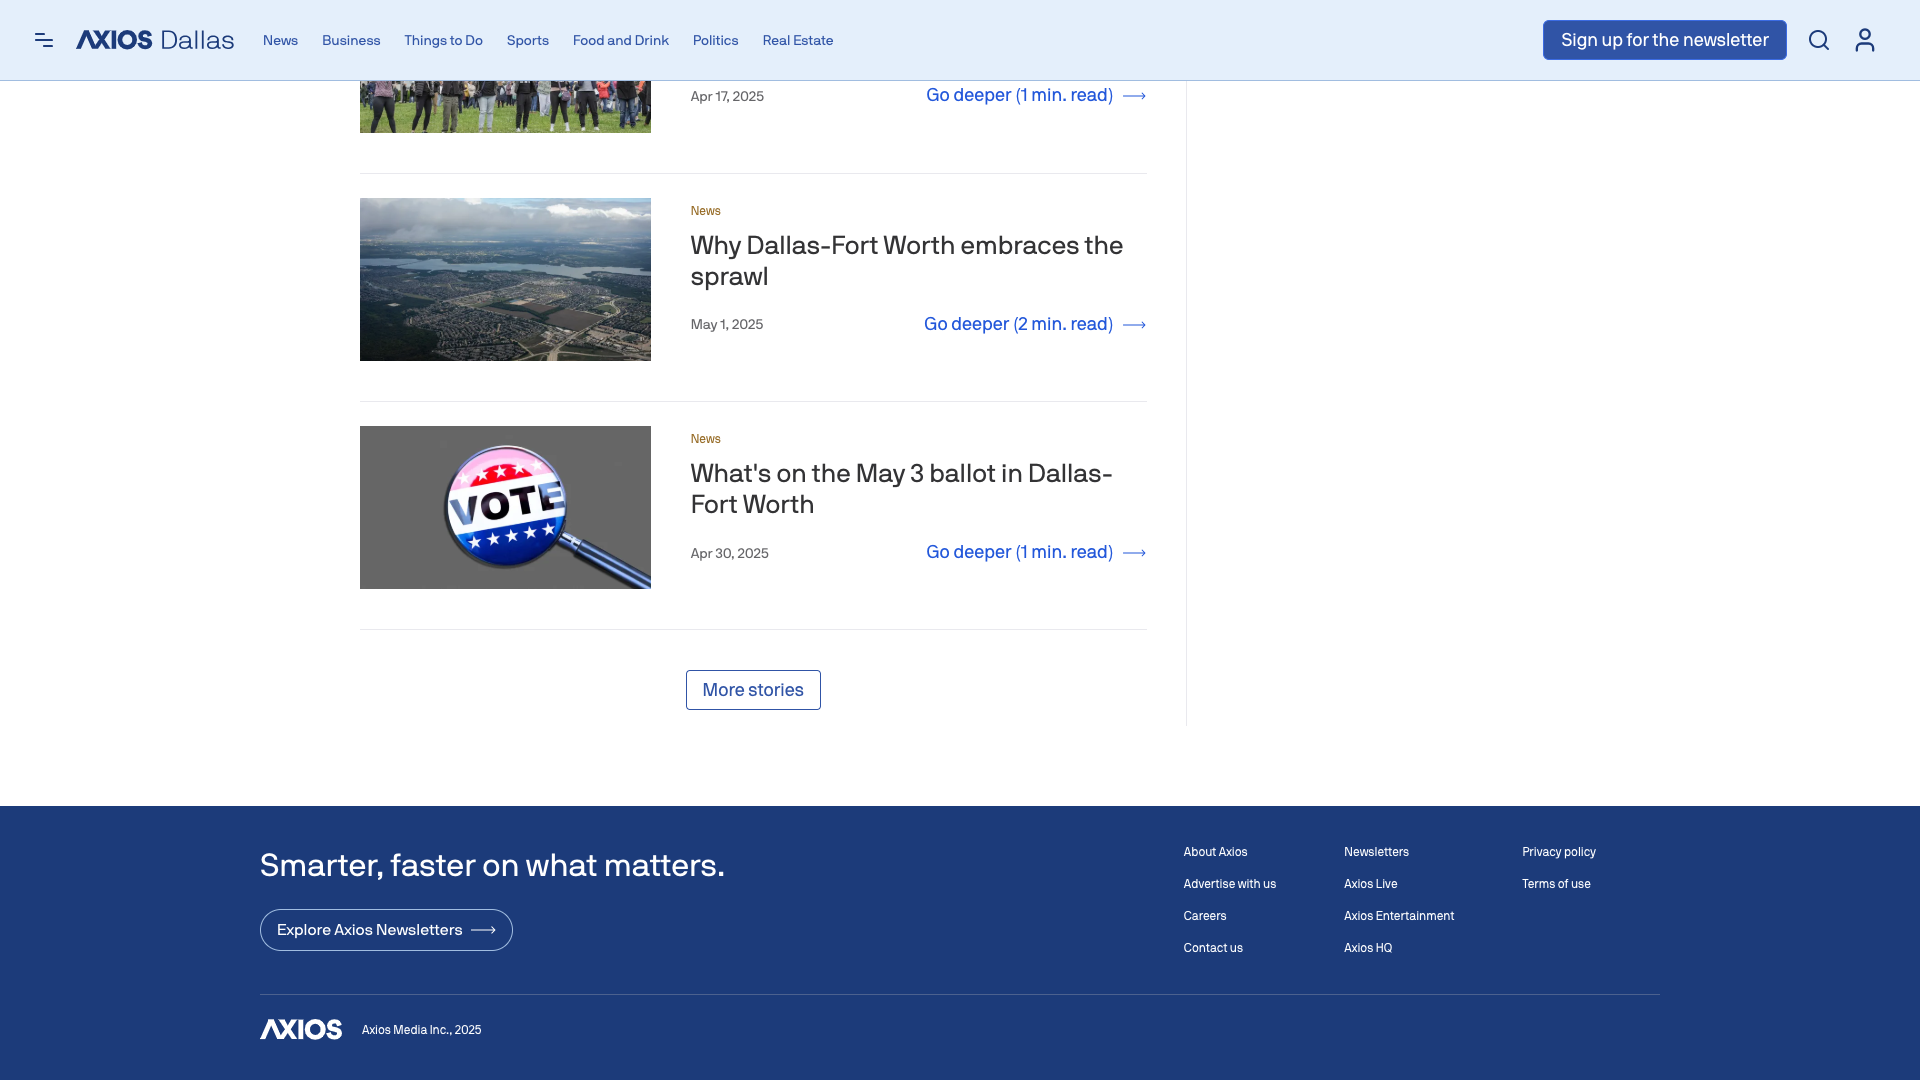 AXIOS Dallas
News
Business
Things to Do
Sports
Food and Drink
Politics
Real Estate
Sign up for the newsletter
Apr 17, 2025
Go deeper (1 min. read)
News
Why Dallas-Fort Worth embraces the
sprawl
May 1, 2025
Go deeper (2 min. read)
VOTE
News
What's on the May 3 ballot in Dallas-
Fort Worth
Apr 30, 2025
Go deeper (1 min. read)
More stories
Smarter, faster on what matters.
Explore Axios Newsletters
About Axios
Advertise with us
Careers
Contact us
Newsletters
Axios Live
Axios Entertainment
Axios HQ
Privacy policy
Terms of use
AXIOS
Axios Media Inc., 2025